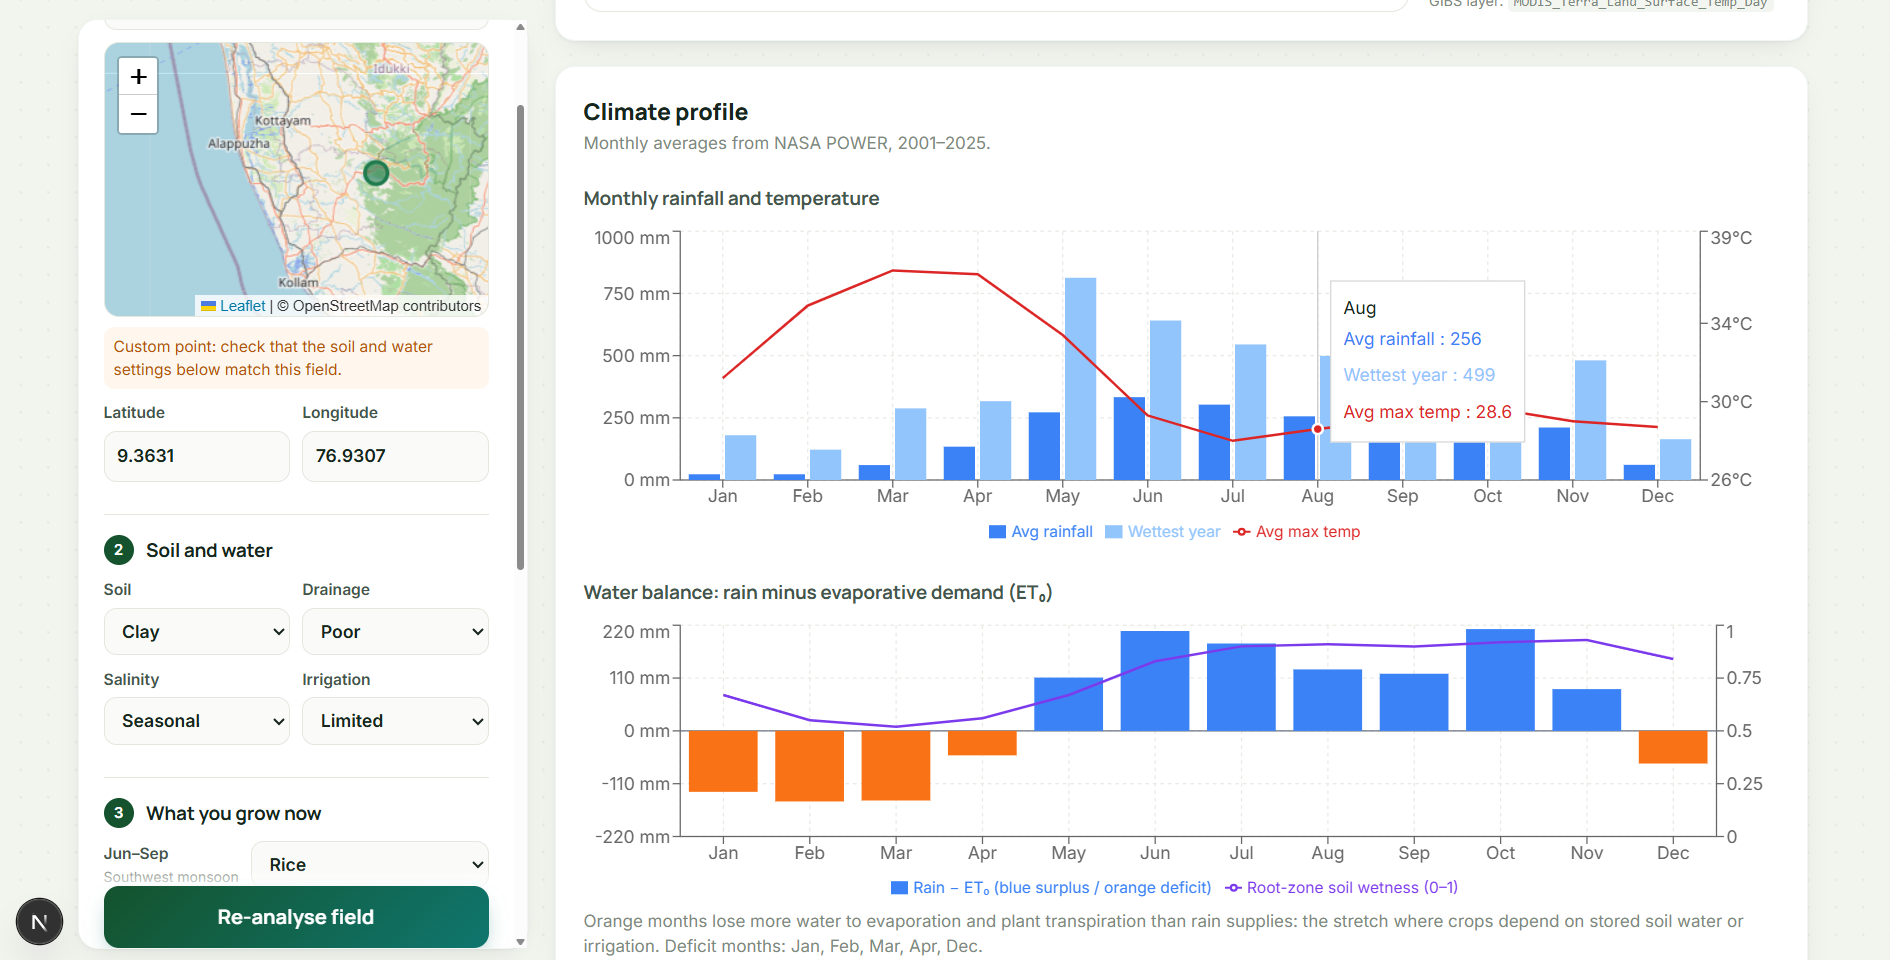 Idukki
Kottayam
Alappuzha
Kollam
+
−
Leaflet | © OpenStreetMap contributors
Custom point: check that the soil and water
settings below match this field.
Latitude
Longitude
9.3631
76.9307
2 Soil and water
Soil
Drainage
Clay
Poor
Salinity
Irrigation
Seasonal
Limited
3 What you grow now
Jun–Sep
Southwest monsoon
Rice
Re-analyse field
N
GIBS layer: MODIS_Terra_Land_Surface_Temp_Day
Climate profile
Monthly averages from NASA POWER, 2001–2025.
Monthly rainfall and temperature
1000 mm
750 mm
500 mm
250 mm
0 mm
39°C
34°C
30°C
26°C
Aug
Avg rainfall : 256
Wettest year : 499
Avg max temp : 28.6
Jan Feb Mar Apr May Jun Jul Aug Sep Oct Nov Dec
Avg rainfall Wettest year Avg max temp
Water balance: rain minus evaporative demand (ET₀)
220 mm
110 mm
0 mm
-110 mm
-220 mm
1
0.75
0.5
0.25
0
Jan Feb Mar Apr May Jun Jul Aug Sep Oct Nov Dec
Rain − ET₀ (blue surplus / orange deficit) Root-zone soil wetness (0–1)
Orange months lose more water to evaporation and plant transpiration than rain supplies: the stretch where crops depend on stored soil water or
irrigation. Deficit months: Jan, Feb, Mar, Apr, Dec.